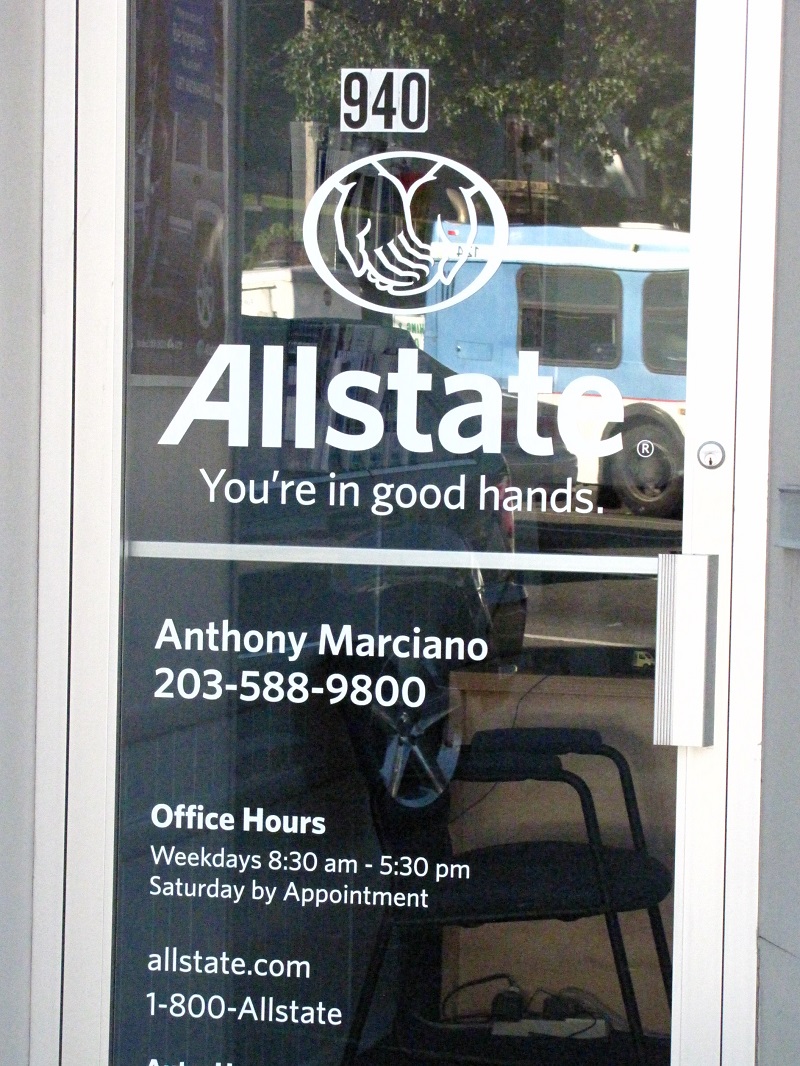 940
Allstate®
You're in good hands.
Anthony Marciano
203-588-9800
Office Hours
Weekdays 8:30 am - 5:30 pm
Saturday by Appointment
allstate.com
1-800-Allstate